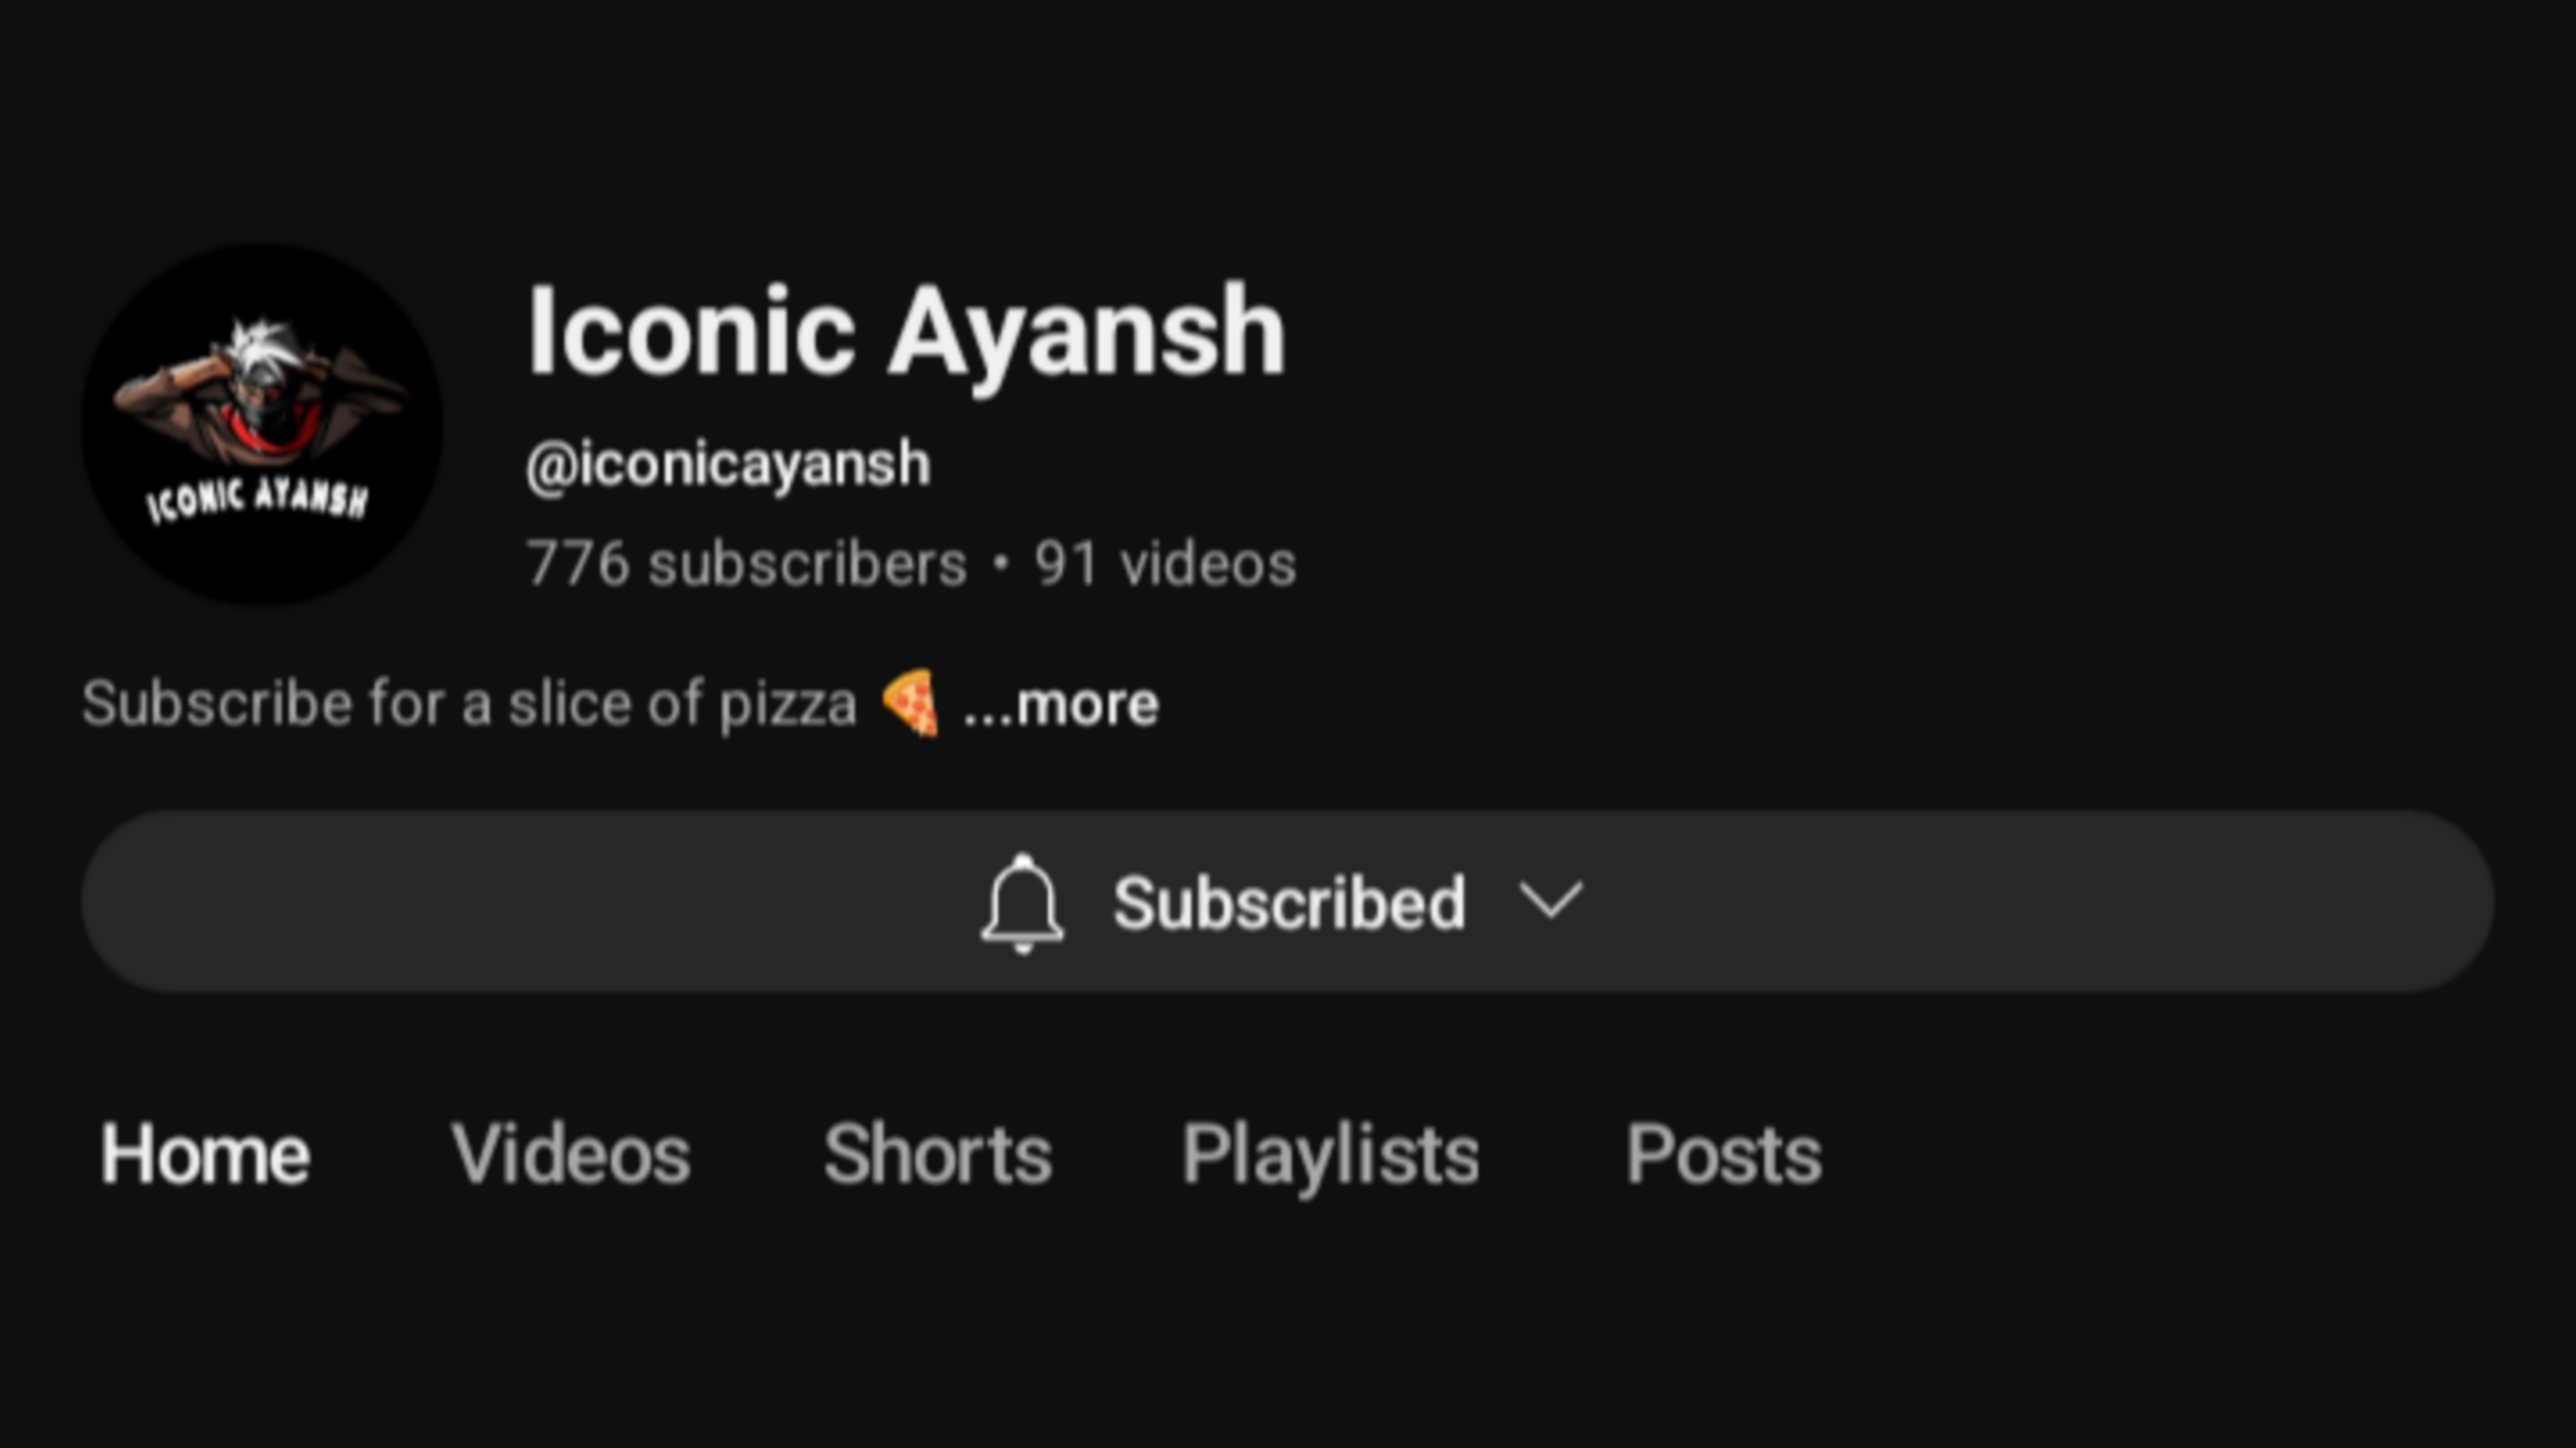 Iconic Ayansh
@iconicayansh
776 subscribers • 91 videos
ICONIC AYANSH
Subscribe for a slice of pizza 🍕 ...more
Subscribed
Home Videos Shorts Playlists Posts